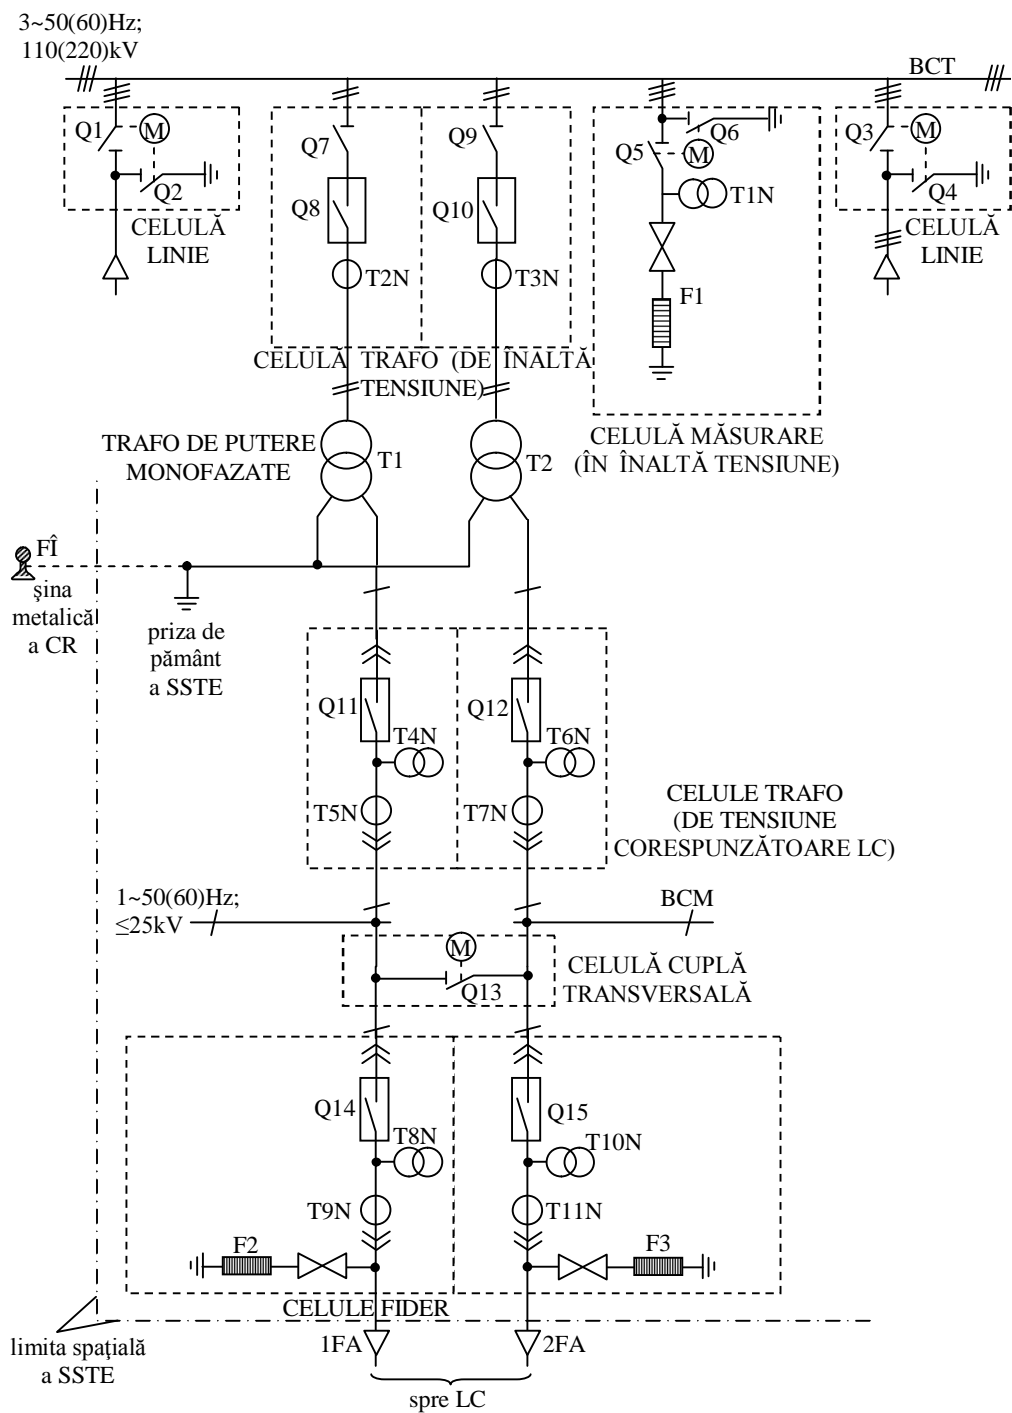 3~50(60)Hz;
110(220)kV
BCT
Q1
M
Q2
CELULĂ
LINIE
Q7
Q8
T2N
Q9
Q10
T3N
CELULĂ TRAFO (DE ÎNALTĂ
TENSIUNE)
Q6
Q5
M
T1N
F1
CELULĂ MĂSURARE
(ÎN ÎNALTĂ TENSIUNE)
Q3
M
Q4
CELULĂ
LINIE
TRAFO DE PUTERE
MONOFAZATE
T1
T2
FÎ
şina
metalică
a CR
priza de
pământ
a SSTE
Q11
T4N
T5N
Q12
T6N
T7N
CELULE TRAFO
(DE TENSIUNE
CORESPUNZĂTOARE LC)
1~50(60)Hz;
≤25kV
BCM
M
Q13
CELULĂ CUPLĂ
TRANSVERSALĂ
Q14
T8N
T9N
F2
Q15
T10N
T11N
F3
CELULE FIDER
limita spaţială
a SSTE
1FA
2FA
spre LC